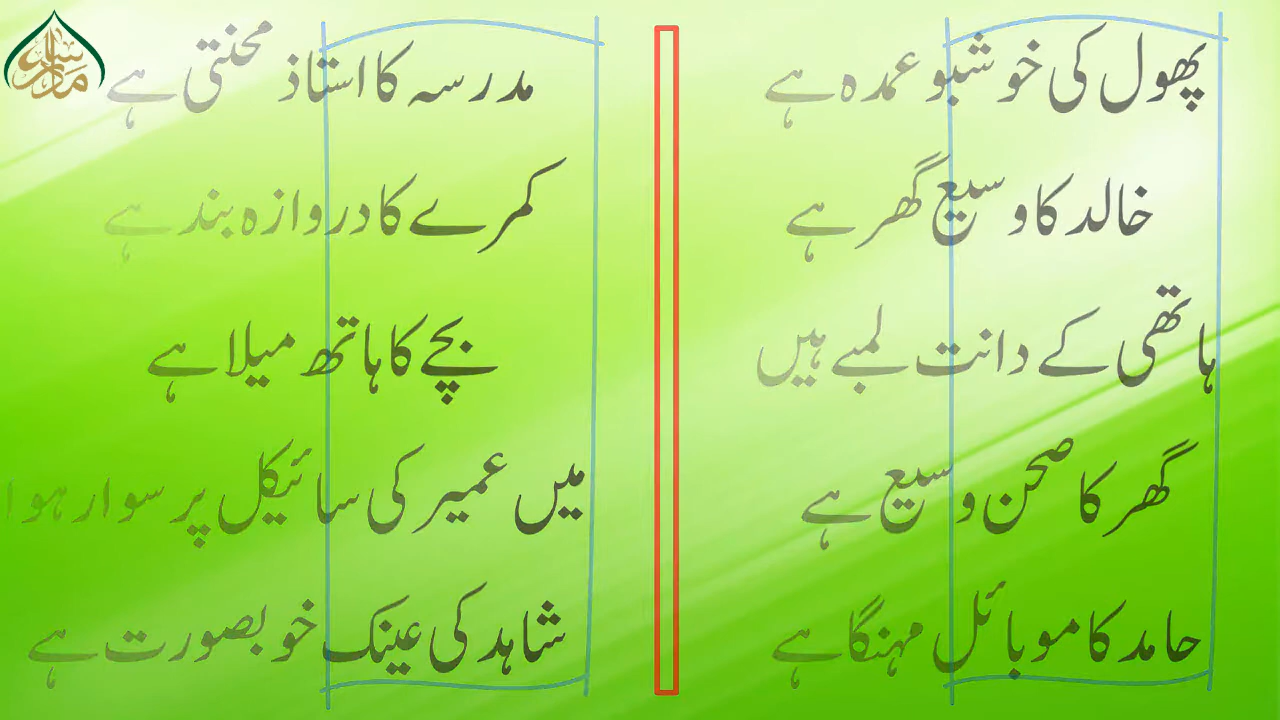 پھول کی خوشبو عمدہ ہے
خالد کا وسیع گھر ہے
ہاتھی کے دانت لمبے ہیں
گھر کا صحن وسیع ہے
حامد کا موبائل مہنگا ہے
مدرسہ کا استاذ محنتی ہے
کمرے کا دروازہ بند ہے
بچے کا ہاتھ میلا ہے
میں عمیر کی سائیکل پر سوار ہوا
شاہد کی عینک خوبصورت ہے